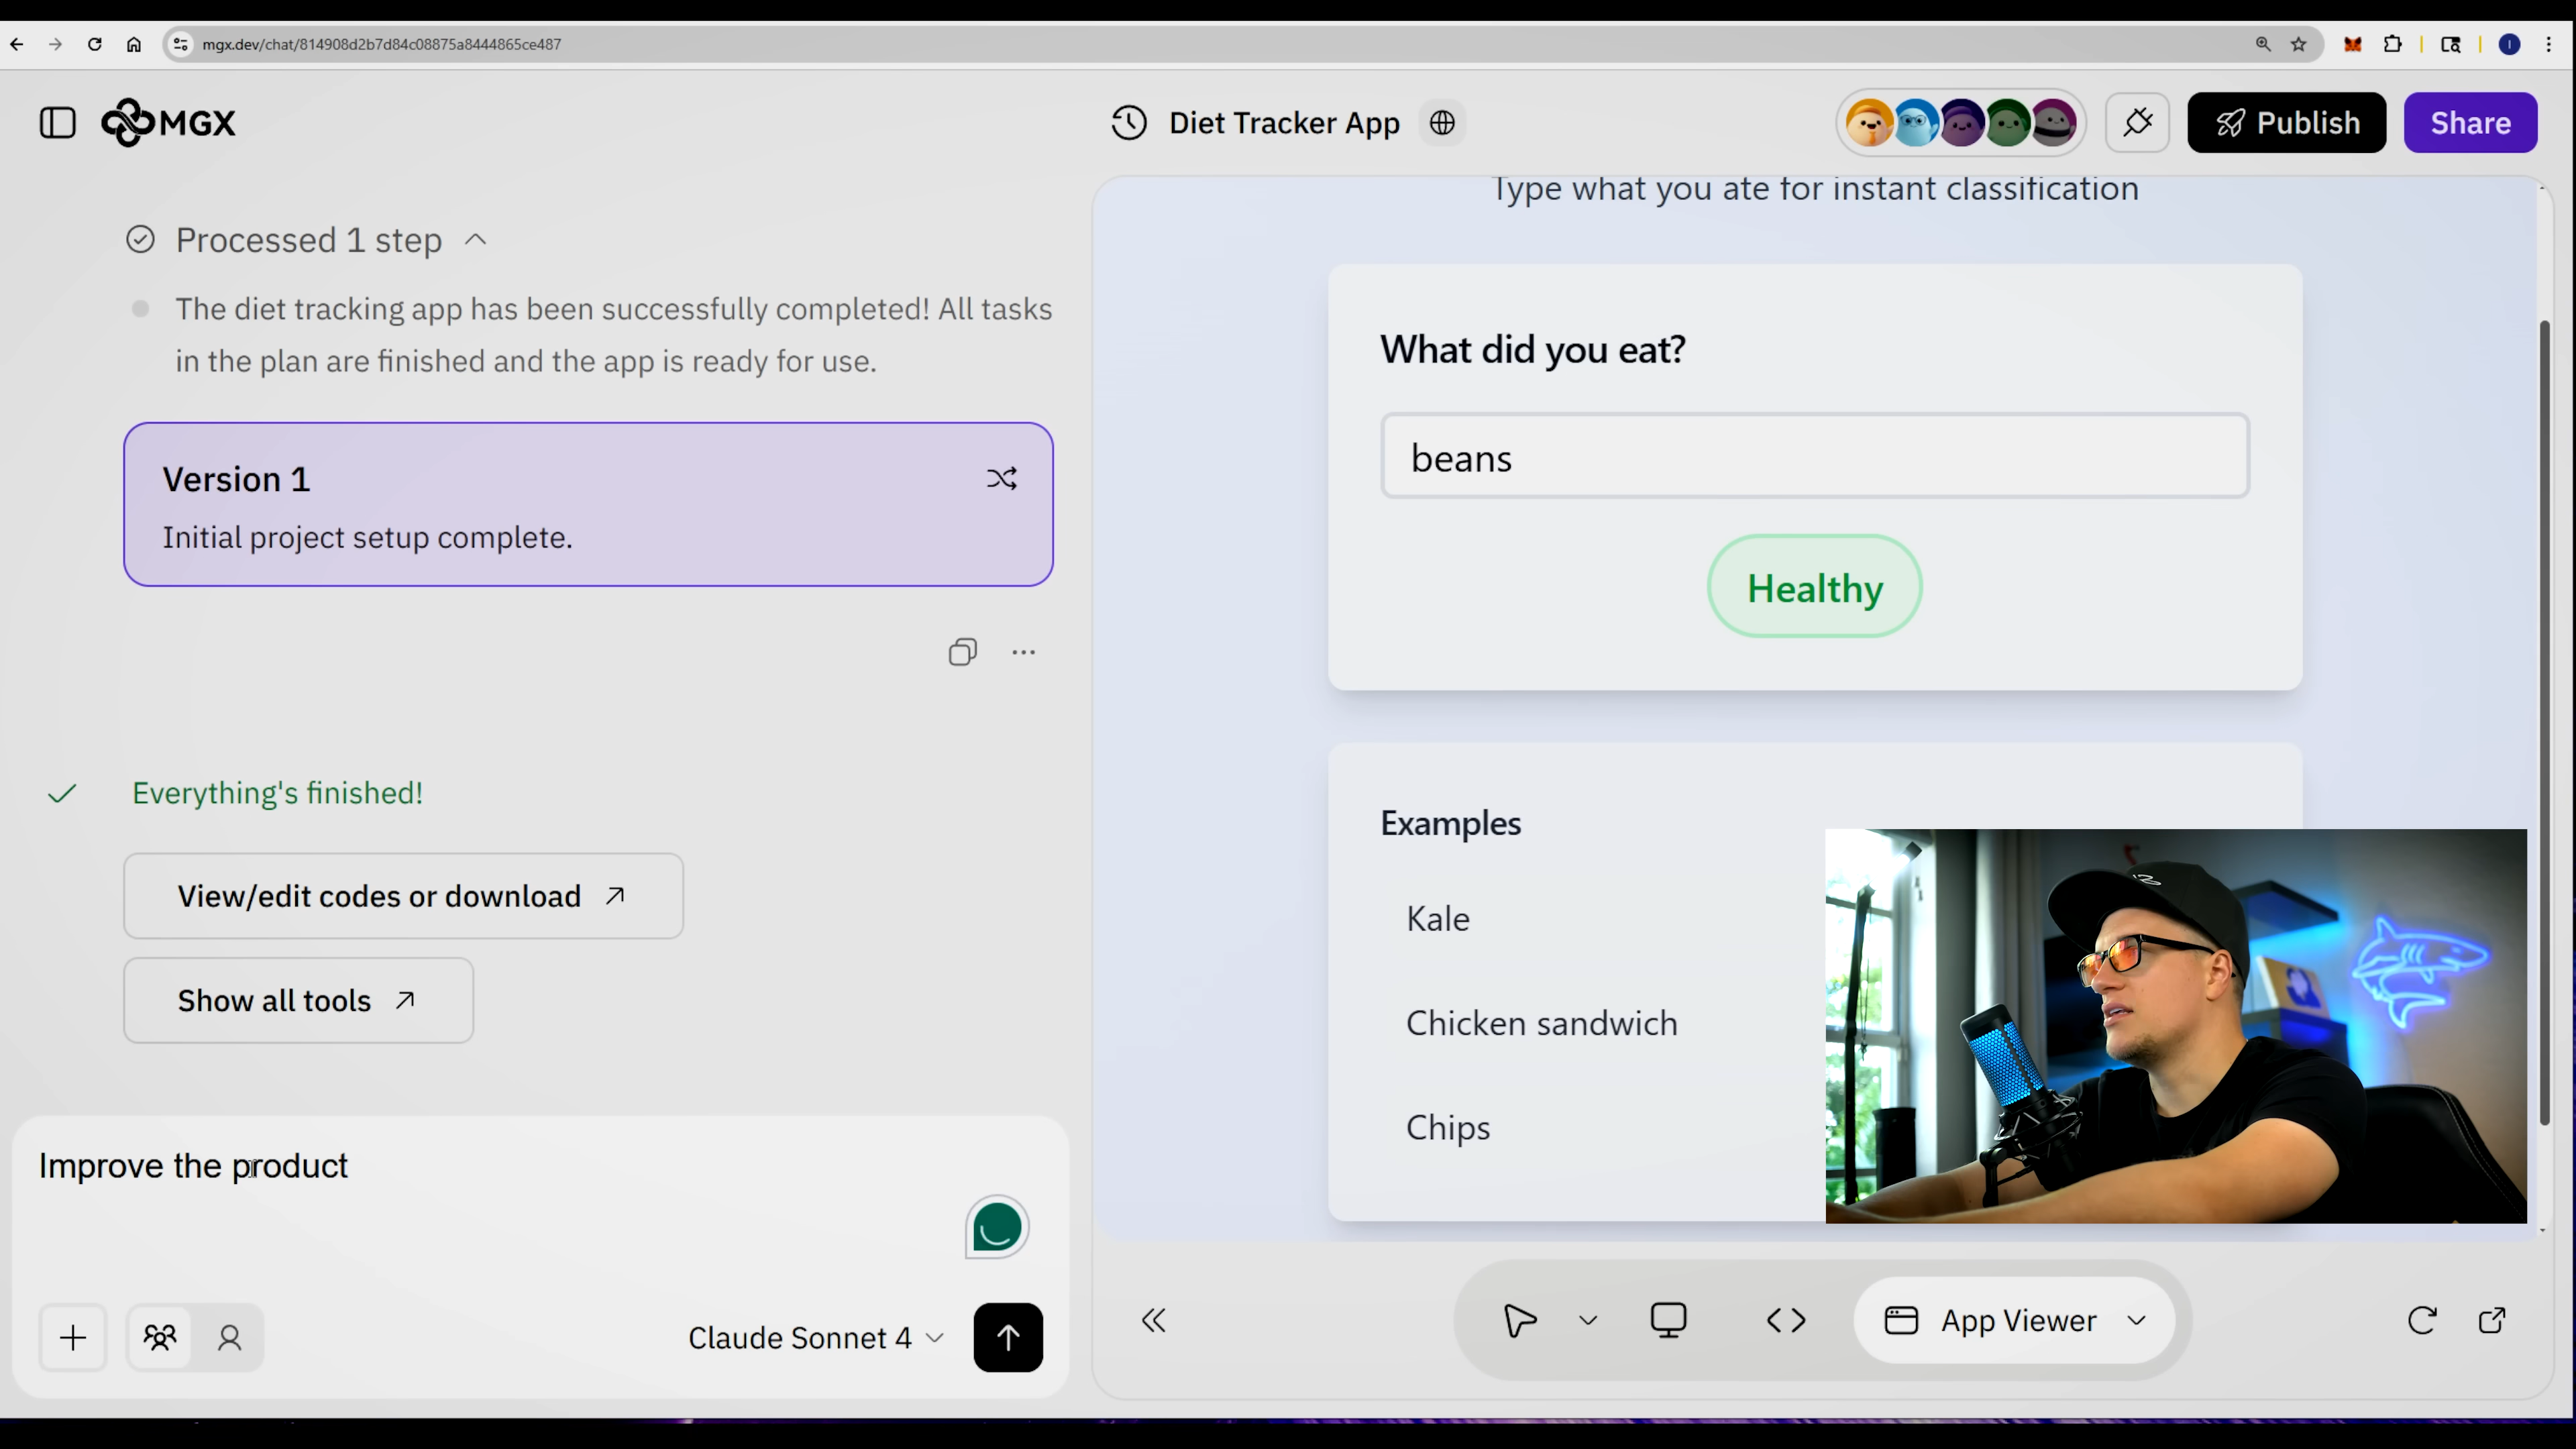 mgx.dev/chat/814908d2b7d84c08875a8444865ce487
MGX
Diet Tracker App
Publish
Share
Processed 1 step
The diet tracking app has been successfully completed! All tasks
in the plan are finished and the app is ready for use.
Version 1
Initial project setup complete.
Everything's finished!
View/edit codes or download
Show all tools
Improve the product
Claude Sonnet 4
Type what you ate for instant classification
What did you eat?
beans
Healthy
Examples
Kale
Chicken sandwich
Chips
App Viewer